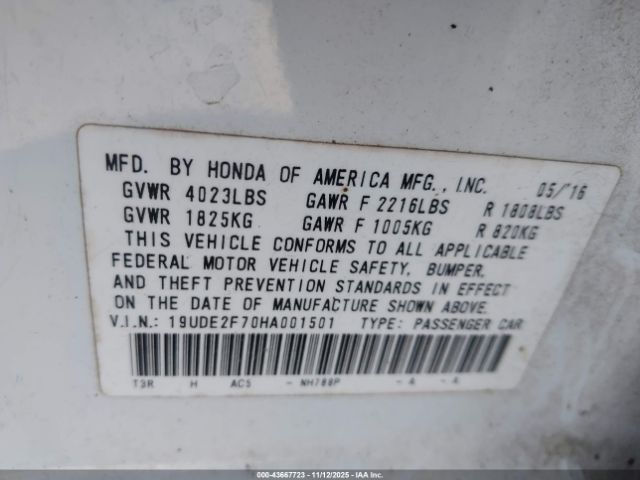 MFD. BY HONDA OF AMERICA MFG., INC. 05/'16
GVWR 4023LBS GAWR F 2216LBS R 1808LBS
GVWR 1825KG GAWR F 1005KG R 820KG
THIS VEHICLE CONFORMS TO ALL APPLICABLE
FEDERAL MOTOR VEHICLE SAFETY, BUMPER,
AND THEFT PREVENTION STANDARDS IN EFFECT
ON THE DATE OF MANUFACTURE SHOWN ABOVE.
V.I.N.: 19UDE2F70HA001501 TYPE: PASSENGER CAR
T3R H AC5 - NH788P - A - A
000-43667723 - 11/12/2025 - IAA Inc.